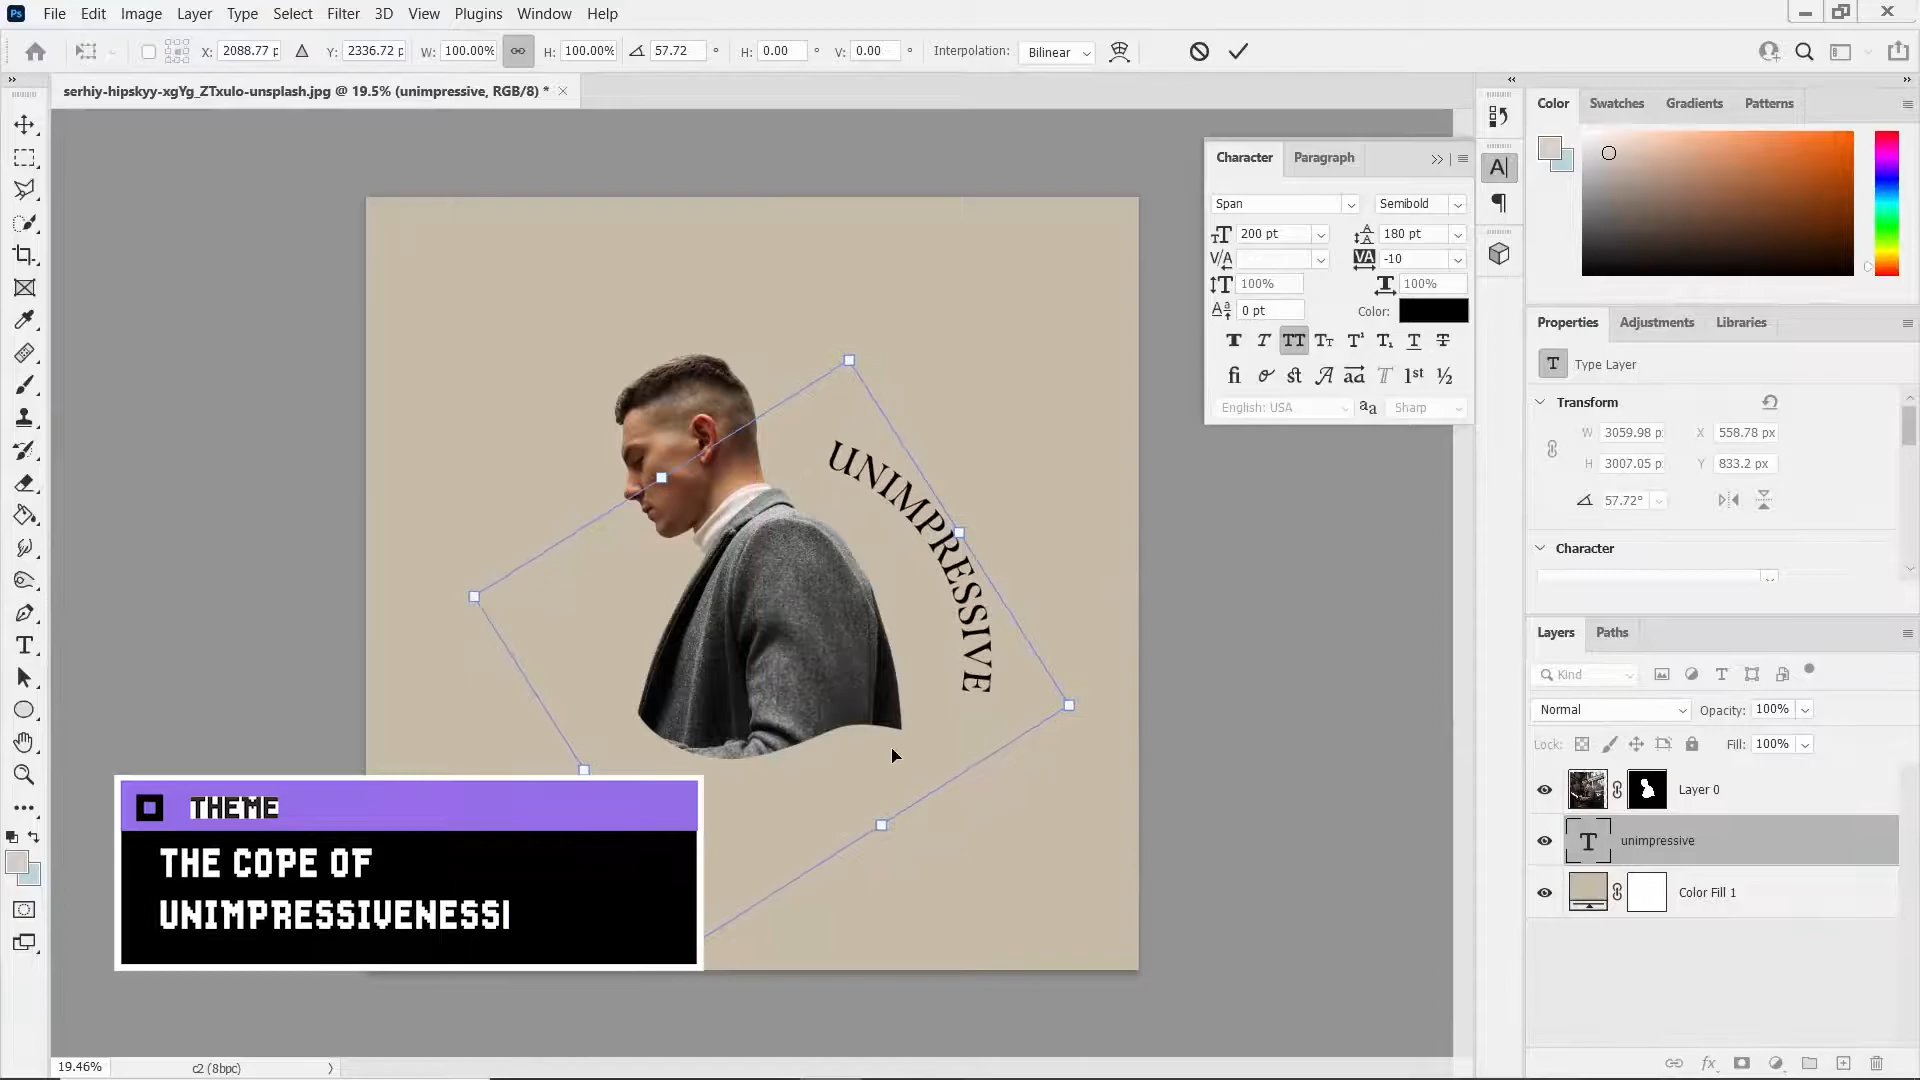 Ps File Edit Image Layer Type Select Filter 3D View Plugins Window Help
X: 2088.77 p Y: 2336.72 p W: 100.00% H: 100.00% 57.72 ° H: 0.00 ° V: 0.00 ° Interpolation: Bilinear
serhiy-hipskyy-xgYg_ZTxulo-unsplash.jpg @ 19.5% (unimpressive, RGB/8) *
Color Swatches Gradients Patterns
Character Paragraph
Span Semibold
200 pt 180 pt
V/A VA -10
100% 100%
0 pt Color:
English: USA Sharp
UNIMPRESSIVE
Properties Adjustments Libraries
Type Layer
Transform
W 3059.98 p X 558.78 px
H 3007.05 p Y 833.2 px
57.72°
Character
Layers Paths
Kind
Normal Opacity: 100%
Lock: Fill: 100%
Layer 0
unimpressive
Color Fill 1
THEME
THE COPE OF
UNIMPRESSIVENESS
19.46% c2 (8bpc)